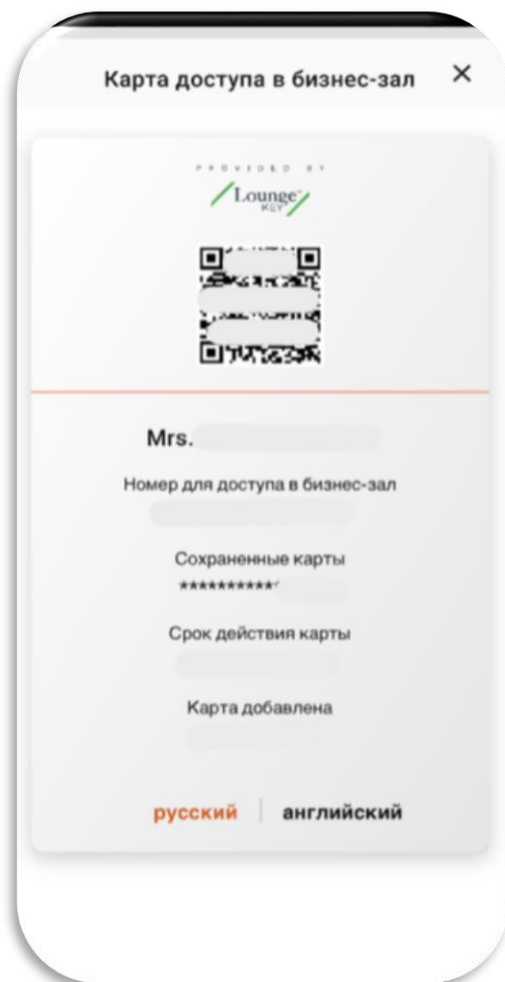 Карта доступа в бизнес-зал ×
PROVIDED BY
Lounge
KEY
Mrs.
Номер для доступа в бизнес-зал
Сохраненные карты
**********
Срок действия карты
Карта добавлена
русский | английский